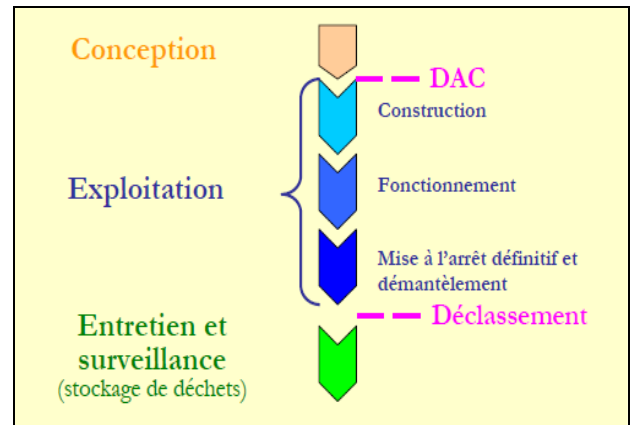 Conception
DAC
Construction
Exploitation
Fonctionnement
Mise à l'arrêt définitif et
démantèlement
Déclassement
Entretien et
surveillance
(stockage de déchets)